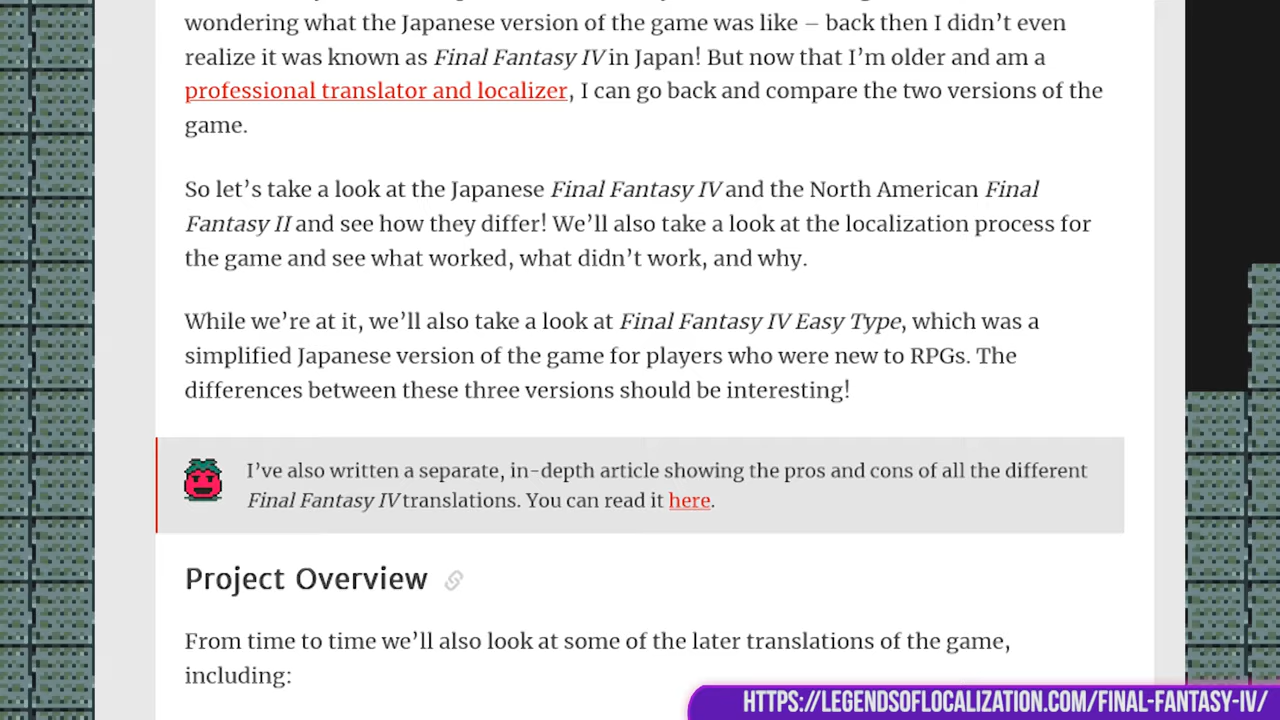 wondering what the Japanese version of the game was like – back then I didn’t even
realize it was known as Final Fantasy IV in Japan! But now that I’m older and am a
professional translator and localizer, I can go back and compare the two versions of the
game.
So let’s take a look at the Japanese Final Fantasy IV and the North American Final
Fantasy II and see how they differ! We’ll also take a look at the localization process for
the game and see what worked, what didn’t work, and why.
While we’re at it, we’ll also take a look at Final Fantasy IV Easy Type, which was a
simplified Japanese version of the game for players who were new to RPGs. The
differences between these three versions should be interesting!
I’ve also written a separate, in-depth article showing the pros and cons of all the different
Final Fantasy IV translations. You can read it here.
Project Overview
From time to time we’ll also look at some of the later translations of the game,
including:
HTTPS://LEGENDSOFLOCALIZATION.COM/FINAL-FANTASY-IV/